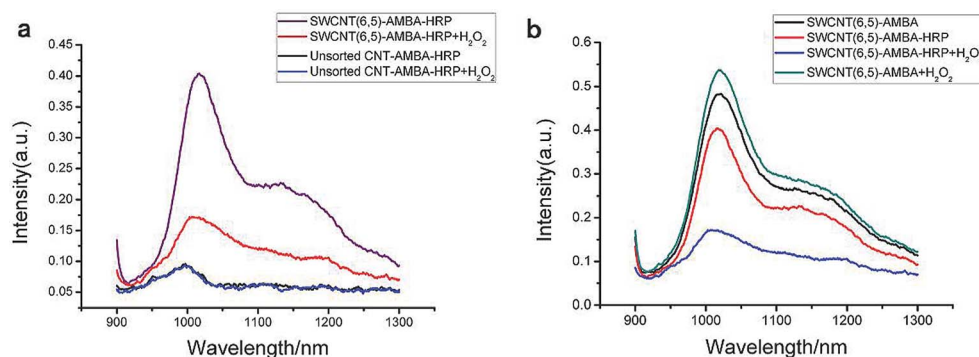 a
SWCNT(6,5)-AMBA-HRP
SWCNT(6,5)-AMBA-HRP+H₂O₂
Unsorted CNT-AMBA-HRP
Unsorted CNT-AMBA-HRP+H₂O₂
Intensity(a.u.)
0.45
0.40
0.35
0.30
0.25
0.20
0.15
0.10
0.05
900
1000
1100
1200
1300
Wavelength/nm
b
SWCNT(6,5)-AMBA
SWCNT(6,5)-AMBA-HRP
SWCNT(6,5)-AMBA-HRP+H₂O
SWCNT(6,5)-AMBA+H₂O₂
Intensity(a.u.)
0.6
0.5
0.4
0.3
0.2
0.1
0.0
900
1000
1100
1200
1300
Wavelength/nm